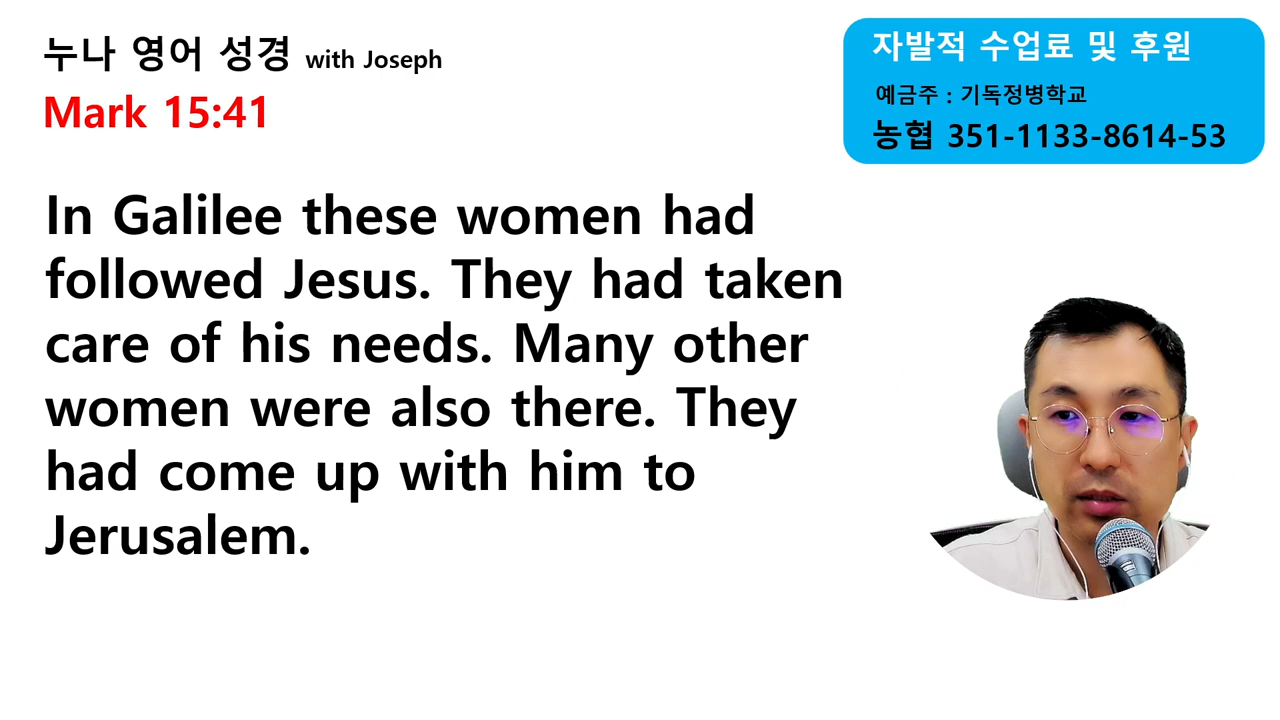 누나 영어 성경 with Joseph
Mark 15:41
자발적 수업료 및 후원
예금주 : 기독정병학교
농협 351-1133-8614-53
In Galilee these women had
followed Jesus. They had taken
care of his needs. Many other
women were also there. They
had come up with him to
Jerusalem.